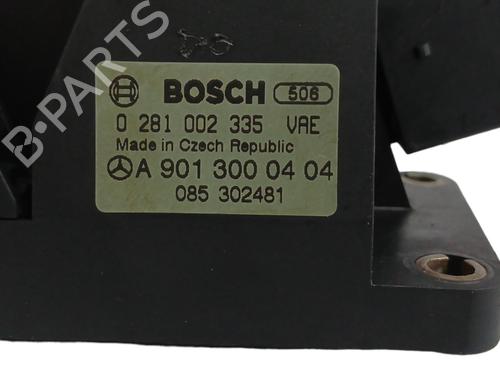 B-PARTS
BOSCH 506
0 281 002 335 VAE
Made in Czech Republic
A 901 300 04 04
085 302481